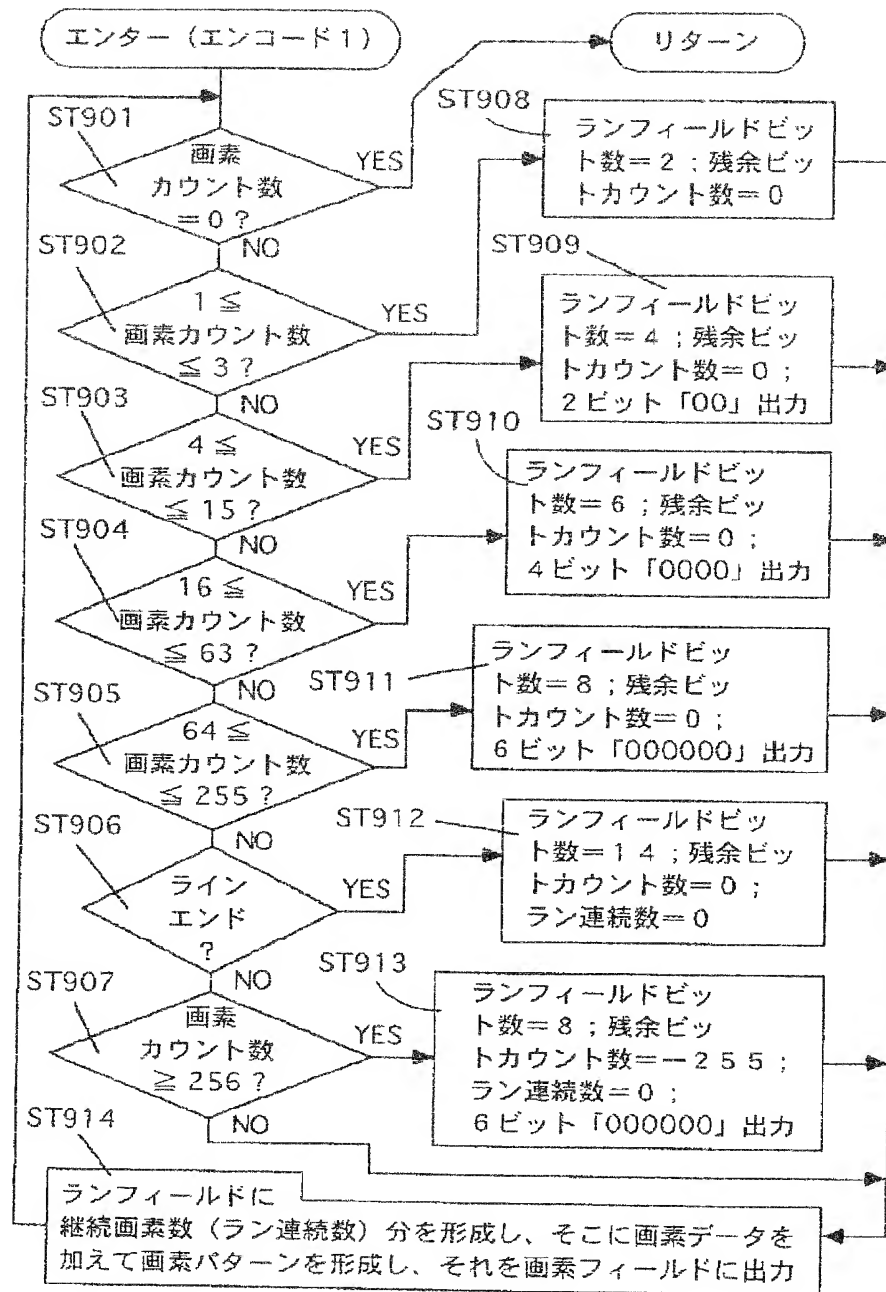 エンター（エンコード１）
リターン
ST901
画素
カウント数
＝０？
YES
NO
ST908
ランフィールドビッ
ト数＝２；残余ビッ
トカウント数＝０
ST902
１≦
画素カウント数
≦３？
YES
NO
ST909
ランフィールドビッ
ト数＝４；残余ビッ
トカウント数＝０；
２ビット「00」出力
ST903
４≦
画素カウント数
≦15？
YES
NO
ST910
ランフィールドビッ
ト数＝６；残余ビッ
トカウント数＝０；
４ビット「0000」出力
ST904
16≦
画素カウント数
≦63？
YES
NO
ST911
ランフィールドビッ
ト数＝８；残余ビッ
トカウント数＝０；
６ビット「000000」出力
ST905
64≦
画素カウント数
≦255？
YES
NO
ST912
ランフィールドビッ
ト数＝１４；残余ビッ
トカウント数＝０；
ラン連続数＝０
ST906
ライン
エンド
？
YES
NO
ST913
ランフィールドビッ
ト数＝８；残余ビッ
トカウント数＝－２５５；
ラン連続数＝０；
６ビット「000000」出力
ST907
画素
カウント数
≧256？
YES
NO
ST914
ランフィールドに
継続画素数（ラン連続数）分を形成し、そこに画素データを
加えて画素パターンを形成し、それを画素フィールドに出力